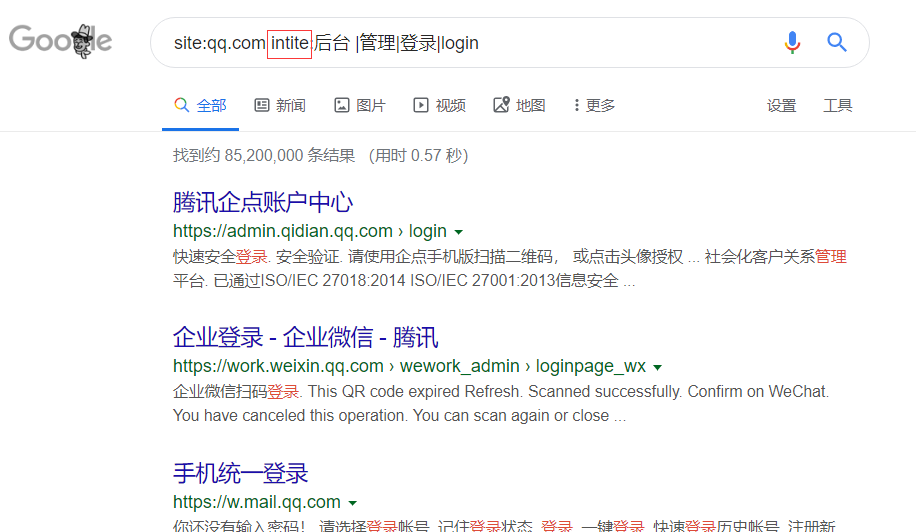 Google
site:qq.com intite:后台 |管理|登录|login
全部 新闻 图片 视频 地图 更多 设置 工具
找到约 85,200,000 条结果 （用时 0.57 秒）
腾讯企点账户中心
https://admin.qidian.qq.com › login
快速安全登录. 安全验证. 请使用企点手机版扫描二维码， 或点击头像授权 ... 社会化客户关系管理
平台. 已通过ISO/IEC 27018:2014 ISO/IEC 27001:2013信息安全 ...
企业登录 - 企业微信 - 腾讯
https://work.weixin.qq.com › wework_admin › loginpage_wx
企业微信扫码登录. This QR code expired Refresh. Scanned successfully. Confirm on WeChat.
You have canceled this operation. You can scan again or close ...
手机统一登录
https://w.mail.qq.com
你还没有输入密码！ 请选择登录帐号. 记住登录状态. 登录. 一键登录. 快速登录历史帐号. 注册新